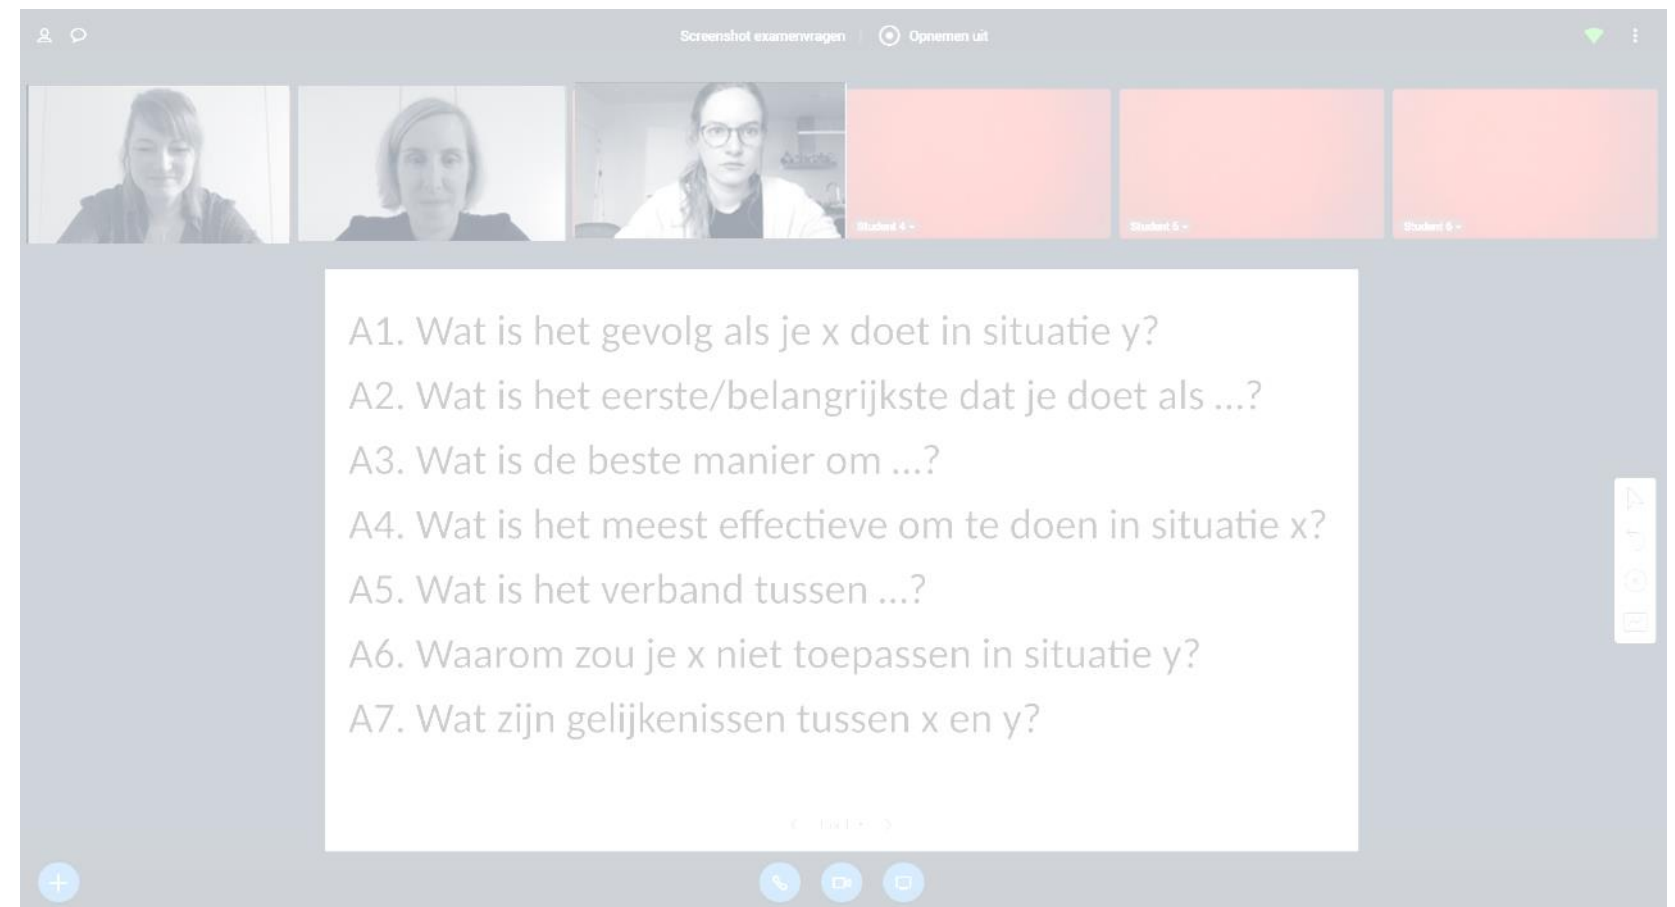 Screenshot examenvragen
Opnemen uit
Student 4
Student 5
Student 6
A1. Wat is het gevolg als je x doet in situatie y?
A2. Wat is het eerste/belangrijkste dat je doet als ...?
A3. Wat is de beste manier om ...?
A4. Wat is het meest effectieve om te doen in situatie x?
A5. Wat is het verband tussen ...?
A6. Waarom zou je x niet toepassen in situatie y?
A7. Wat zijn gelijkenissen tussen x en y?